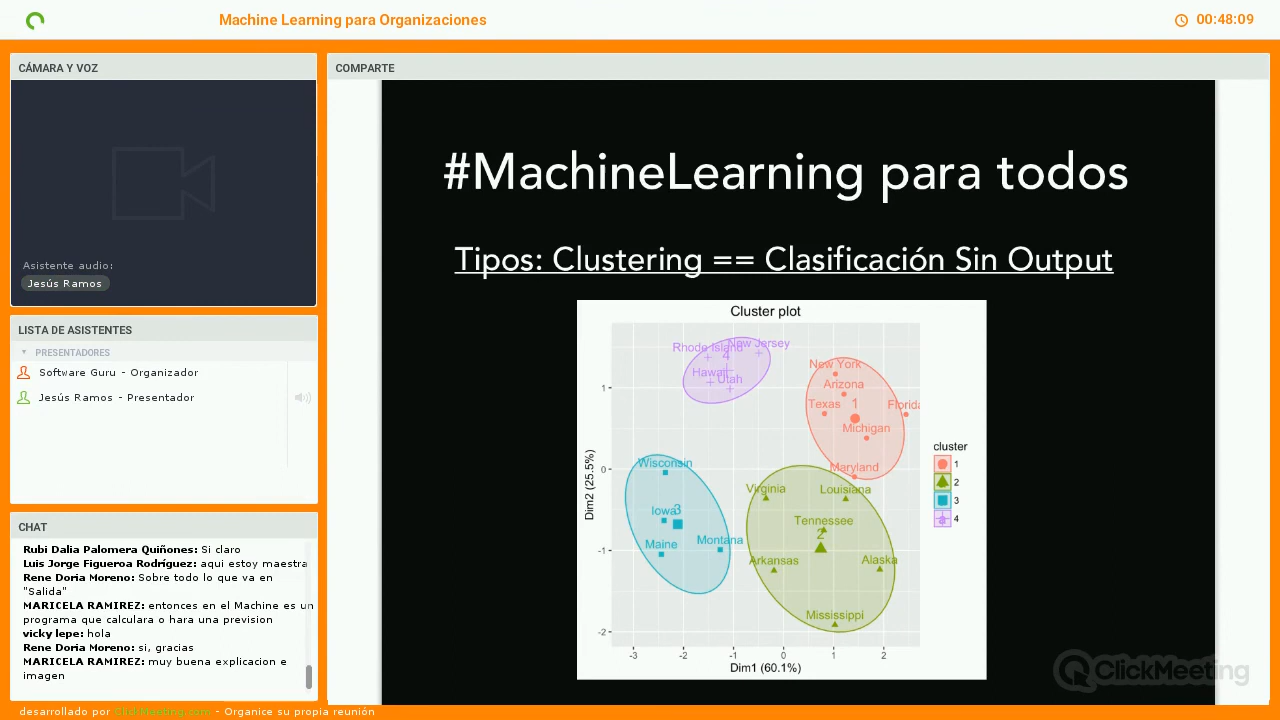 Machine Learning para Organizaciones
00:48:09
CÁMARA Y VOZ
Asistente audio:
Jesús Ramos
LISTA DE ASISTENTES
PRESENTADORES
Software Guru - Organizador
Jesús Ramos - Presentador
CHAT
Rubi Dalia Palomera Quiñones: Si claro
Luis Jorge Figueroa Rodríguez: aqui estoy maestra
Rene Doria Moreno: Sobre todo lo que va en
"Salida"
MARICELA RAMIREZ: entonces en el Machine es un
programa que calculara o hara una prevision
vicky lepe: hola
Rene Doria Moreno: si, gracias
MARICELA RAMIREZ: muy buena explicacion e
imagen
COMPARTE
#MachineLearning para todos
Tipos: Clustering == Clasificación Sin Output
Cluster plot
Rhode Island
New Jersey
4
Hawaii
Utah
New York
Arizona
Texas
1
Florida
Michigan
Maryland
Wisconsin
Iowa
3
Maine
Montana
Virginia
Louisiana
Tennessee
2
Arkansas
Alaska
Mississippi
1
0
-1
-2
-3
-2
-1
0
1
2
Dim2 (25.5%)
Dim1 (60.1%)
cluster
1
2
3
4
ClickMeeting
desarrollado por ClickMeeting.com - Organice su propia reunión